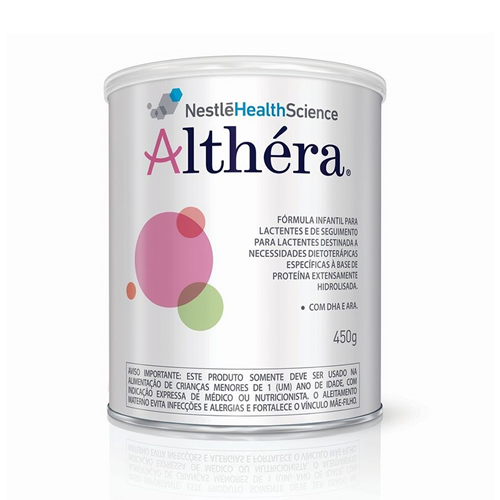 NestléHealthScience
Althéra®
FÓRMULA INFANTIL PARA
LACTENTES E DE SEGUIMENTO
PARA LACTENTES DESTINADA A
NECESSIDADES DIETOTERÁPICAS
ESPECÍFICAS À BASE DE
PROTEÍNA EXTENSAMENTE
HIDROLISADA.
• COM DHA E ARA.
450g
AVISO IMPORTANTE: ESTE PRODUTO SOMENTE DEVE SER USADO NA
ALIMENTAÇÃO DE CRIANÇAS MENORES DE 1 (UM) ANO DE IDADE, COM
INDICAÇÃO EXPRESSA DE MÉDICO OU NUTRICIONISTA. O ALEITAMENTO
MATERNO EVITA INFECÇÕES E ALERGIAS E FORTALECE O VÍNCULO MÃE-FILHO.